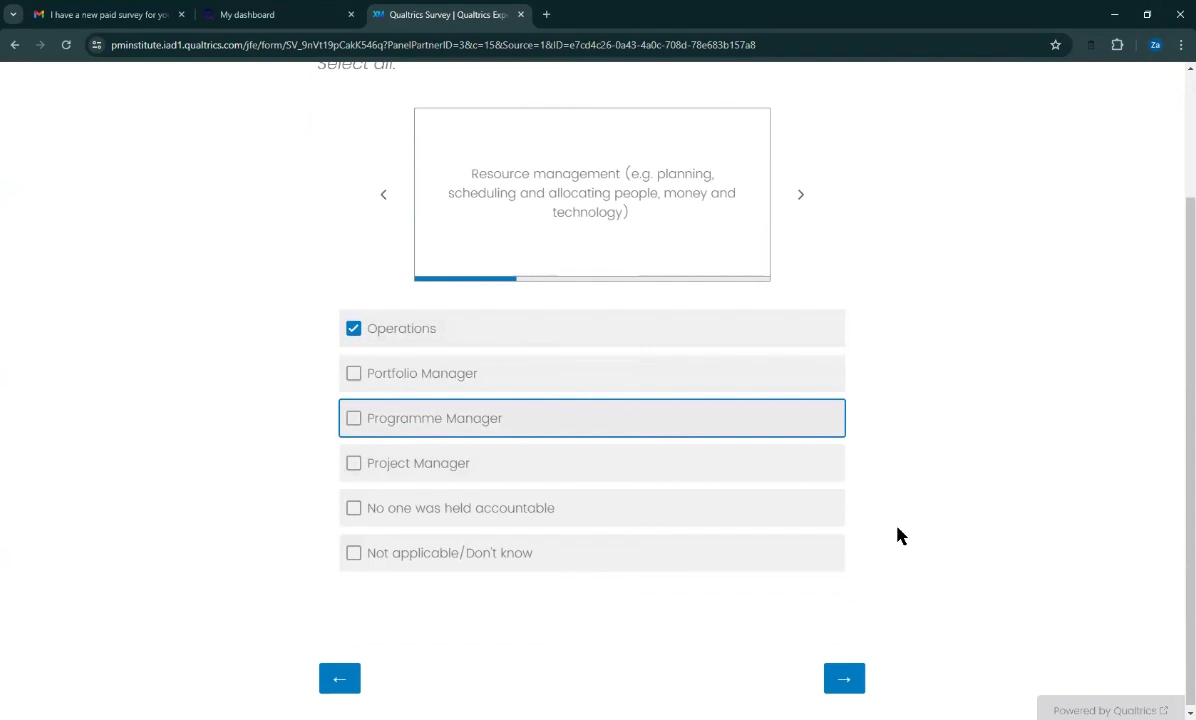 I have a new paid survey for yo
My dashboard
Qualtrics Survey | Qualtrics Exp
pminstitute.iad1.qualtrics.com/jfe/form/SV_9nVt19pCakK546q?PanelPartnerID=3&c=15&Source=1&ID=e7cd4c26-0a43-4a0c-708d-78e683b157a8
Za
Select all.
Resource management (e.g. planning,
scheduling and allocating people, money and
technology)
Operations
Portfolio Manager
Programme Manager
Project Manager
No one was held accountable
Not applicable/Don't know
Powered by Qualtrics